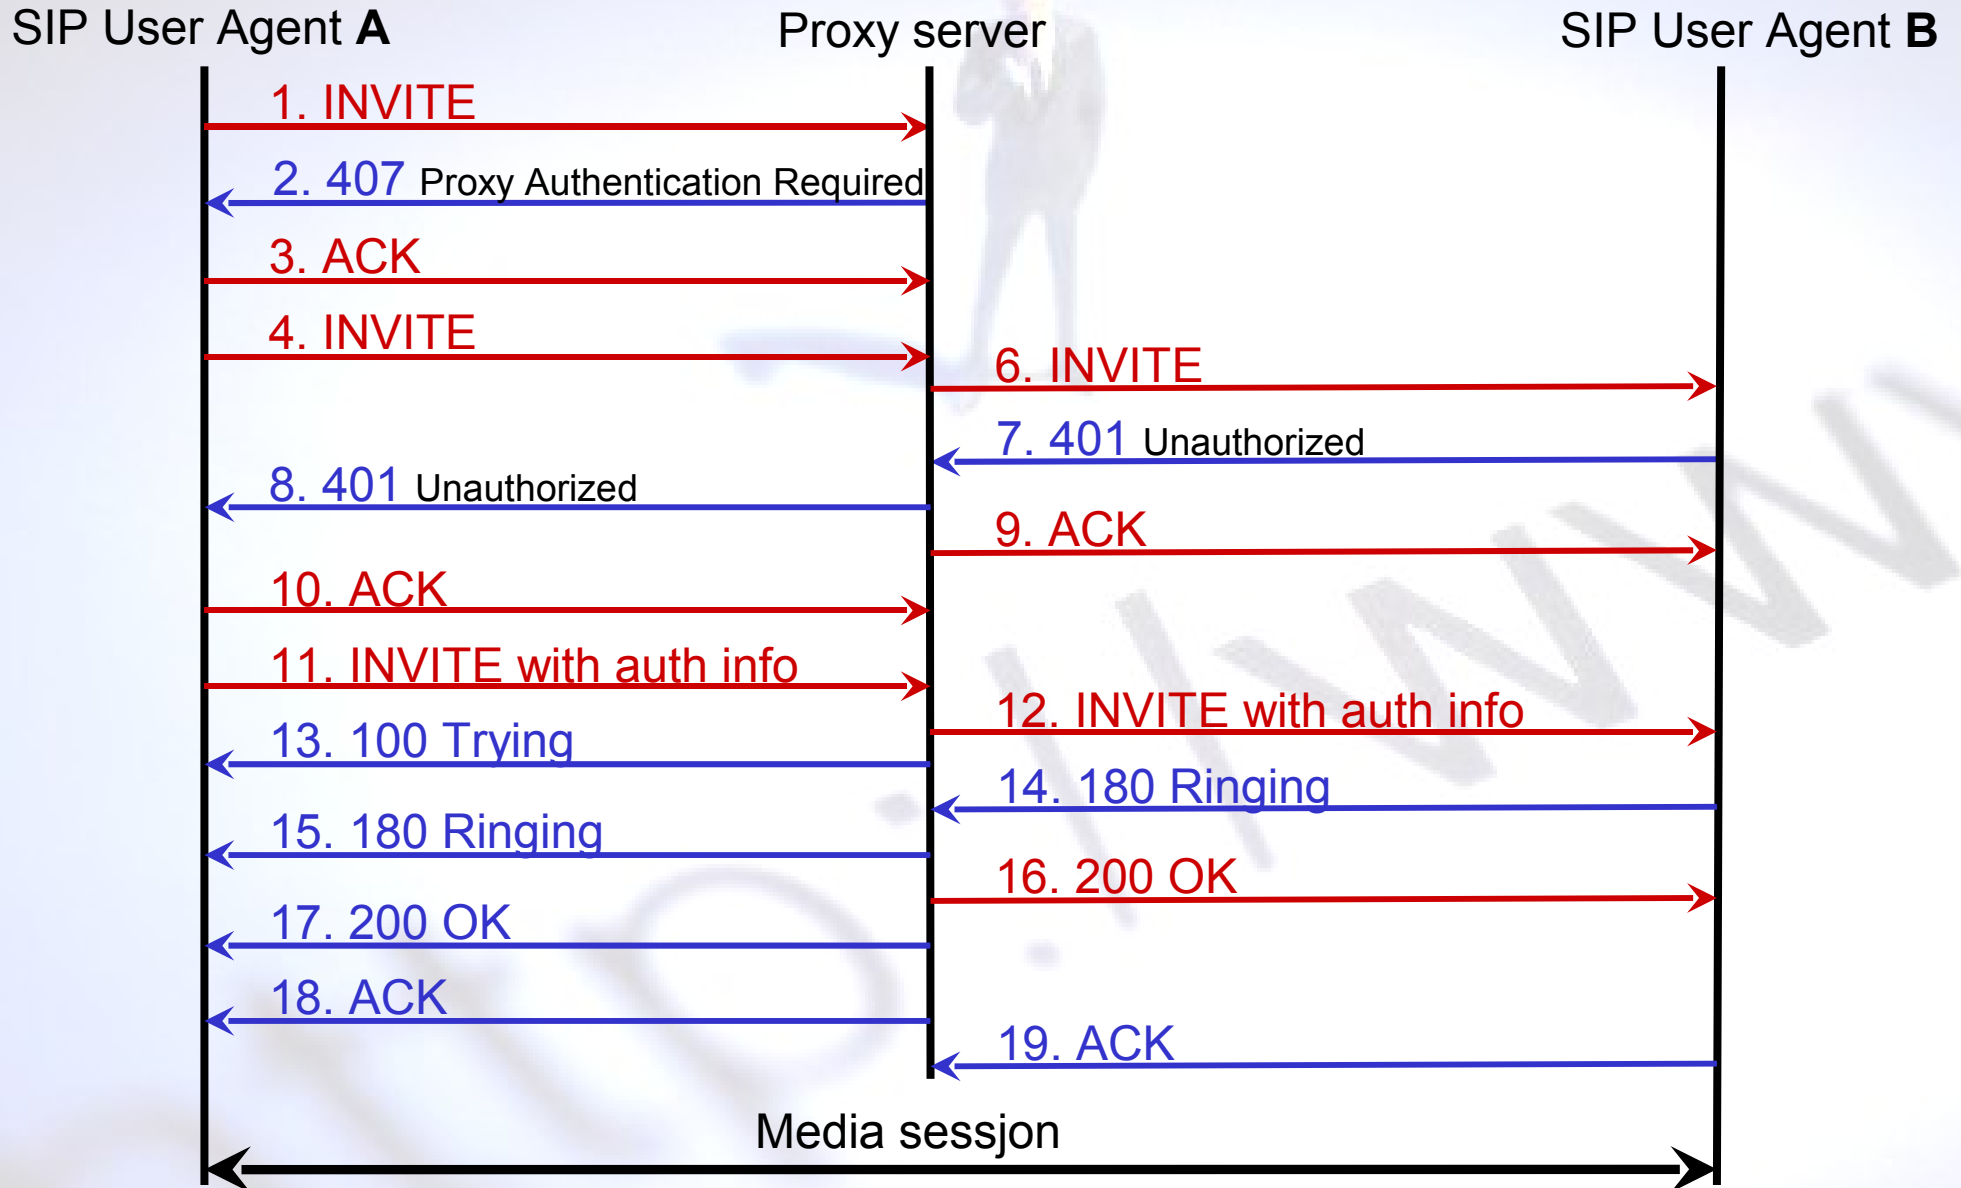 SIP User Agent A
Proxy server
SIP User Agent B
1. INVITE
2. 407 Proxy Authentication Required
3. ACK
4. INVITE
6. INVITE
7. 401 Unauthorized
8. 401 Unauthorized
9. ACK
10. ACK
11. INVITE with auth info
12. INVITE with auth info
13. 100 Trying
14. 180 Ringing
15. 180 Ringing
16. 200 OK
17. 200 OK
18. ACK
19. ACK
Media sessjon